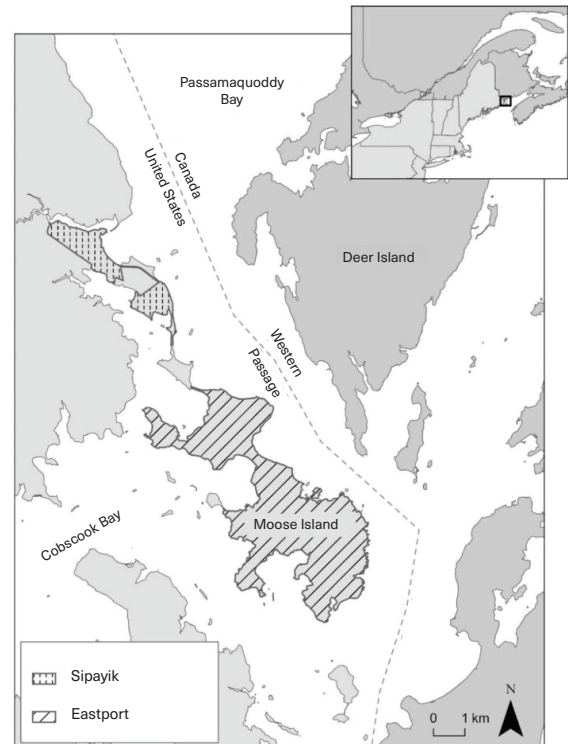 Passamaquoddy
Bay
Canada
United States
Deer Island
Western
Passage
Moose Island
Cobscook Bay
Sipayik
Eastport
N
0 1 km